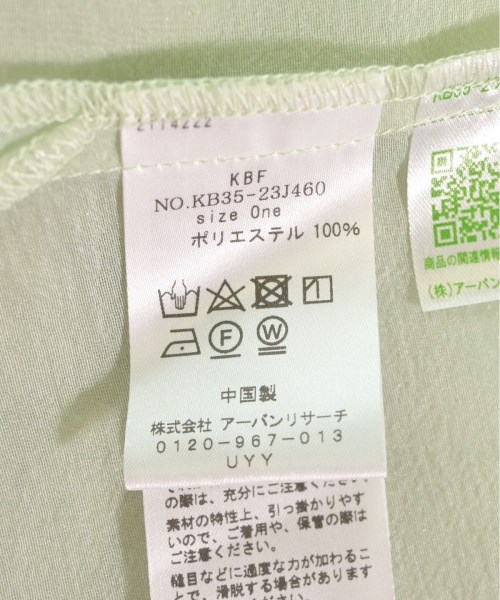 2114222
KBF
NO.KB35-23J460
size One
ポリエステル 100%
F
W
中国製
株式会社 アーバンリサーチ
0120-967-013
UYY
の際は、充分にご注意ください。
素材の特性上、引っ掛かりやす
いので、ご着用や、保管の際は
ご注意ください。
縫目などに過度な力が加わるこ
とで、滑脱する場合があります
KB35-23
商品の関連情報
(株)アーバン